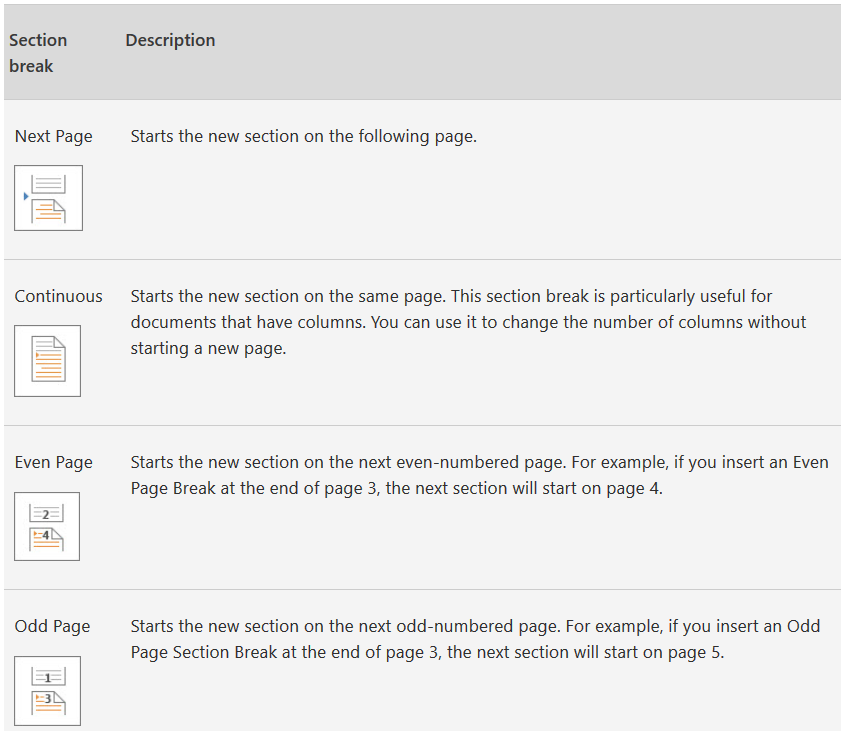 Section break
Description
Next Page
Starts the new section on the following page.
Continuous
Starts the new section on the same page. This section break is particularly useful for
documents that have columns. You can use it to change the number of columns without
starting a new page.
Even Page
Starts the new section on the next even-numbered page. For example, if you insert an Even
Page Break at the end of page 3, the next section will start on page 4.
2
4
Odd Page
Starts the new section on the next odd-numbered page. For example, if you insert an Odd
Page Section Break at the end of page 3, the next section will start on page 5.
1
3